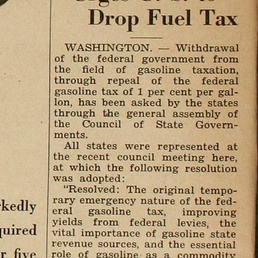 Drop Fuel Tax
WASHINGTON. — Withdrawal
of the federal government from
the field of gasoline taxation,
through repeal of the federal
gasoline tax of 1 per cent per gal-
lon, has been asked by the states
through the general assembly of
the Council of State Govern-
ments.
All states were represented at
the recent council meeting here,
at which the following resolution
was adopted:
"Resolved: The original tempo-
rary emergency nature of the fed-
eral gasoline tax, improving
yields from federal levies, the
vital importance of gasoline state
revenue sources, and the essential
role of gasoline as a commodity
five